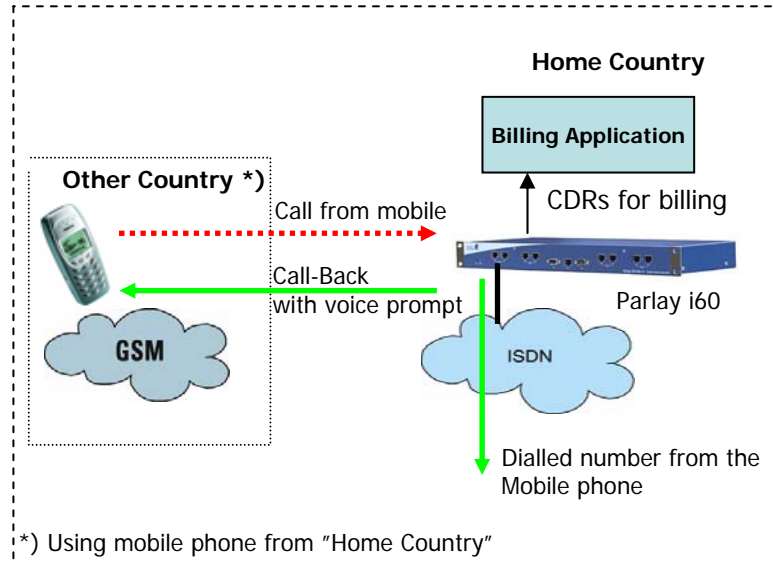 Home Country
Billing Application
Other Country *)
CDRs for billing
Call from mobile
Call-Back
with voice prompt
Parlay i60
GSM
ISDN
Dialled number from the
Mobile phone
*) Using mobile phone from "Home Country"